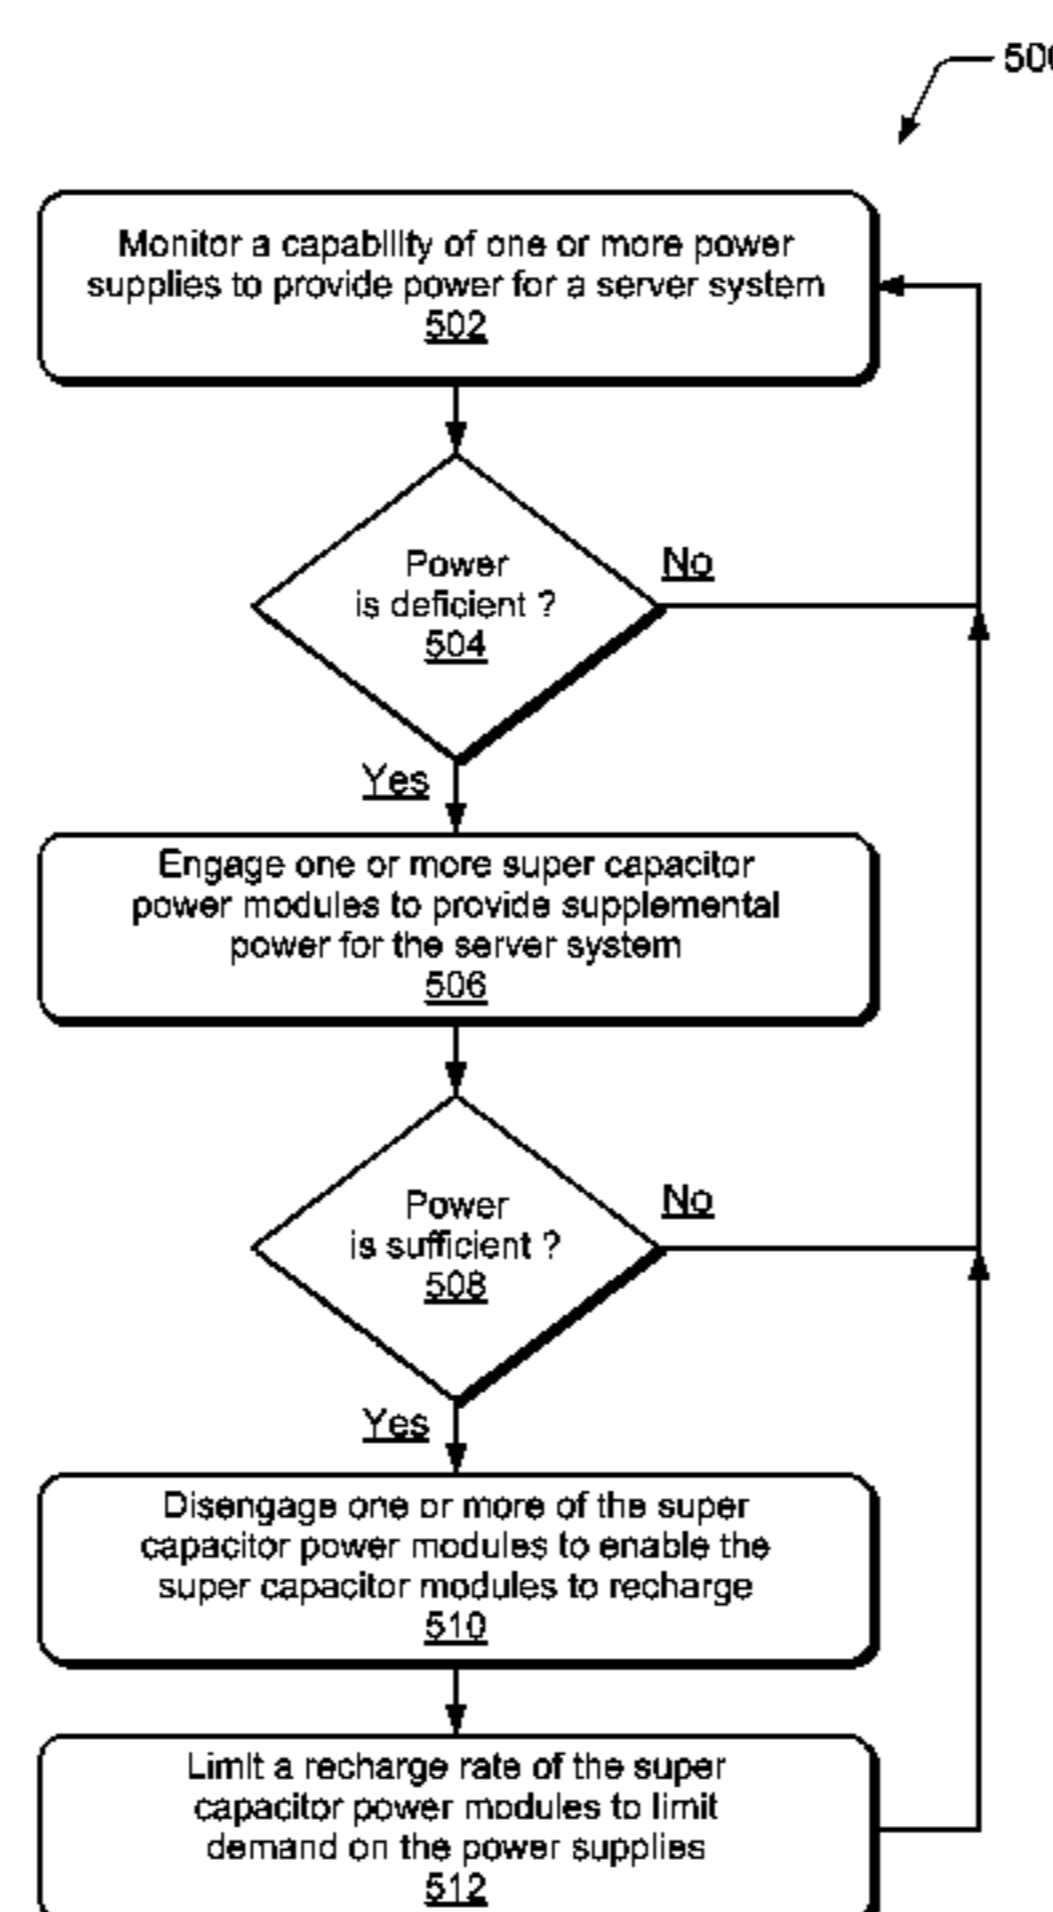 500
Monitor a capability of one or more power
supplies to provide power for a server system
502
Power
is deficient ?
504
No
Yes
Engage one or more super capacitor
power modules to provide supplemental
power for the server system
506
Power
is sufficient ?
508
No
Yes
Disengage one or more of the super
capacitor power modules to enable the
super capacitor modules to recharge
510
Limit a recharge rate of the super
capacitor power modules to limit
demand on the power supplies
512